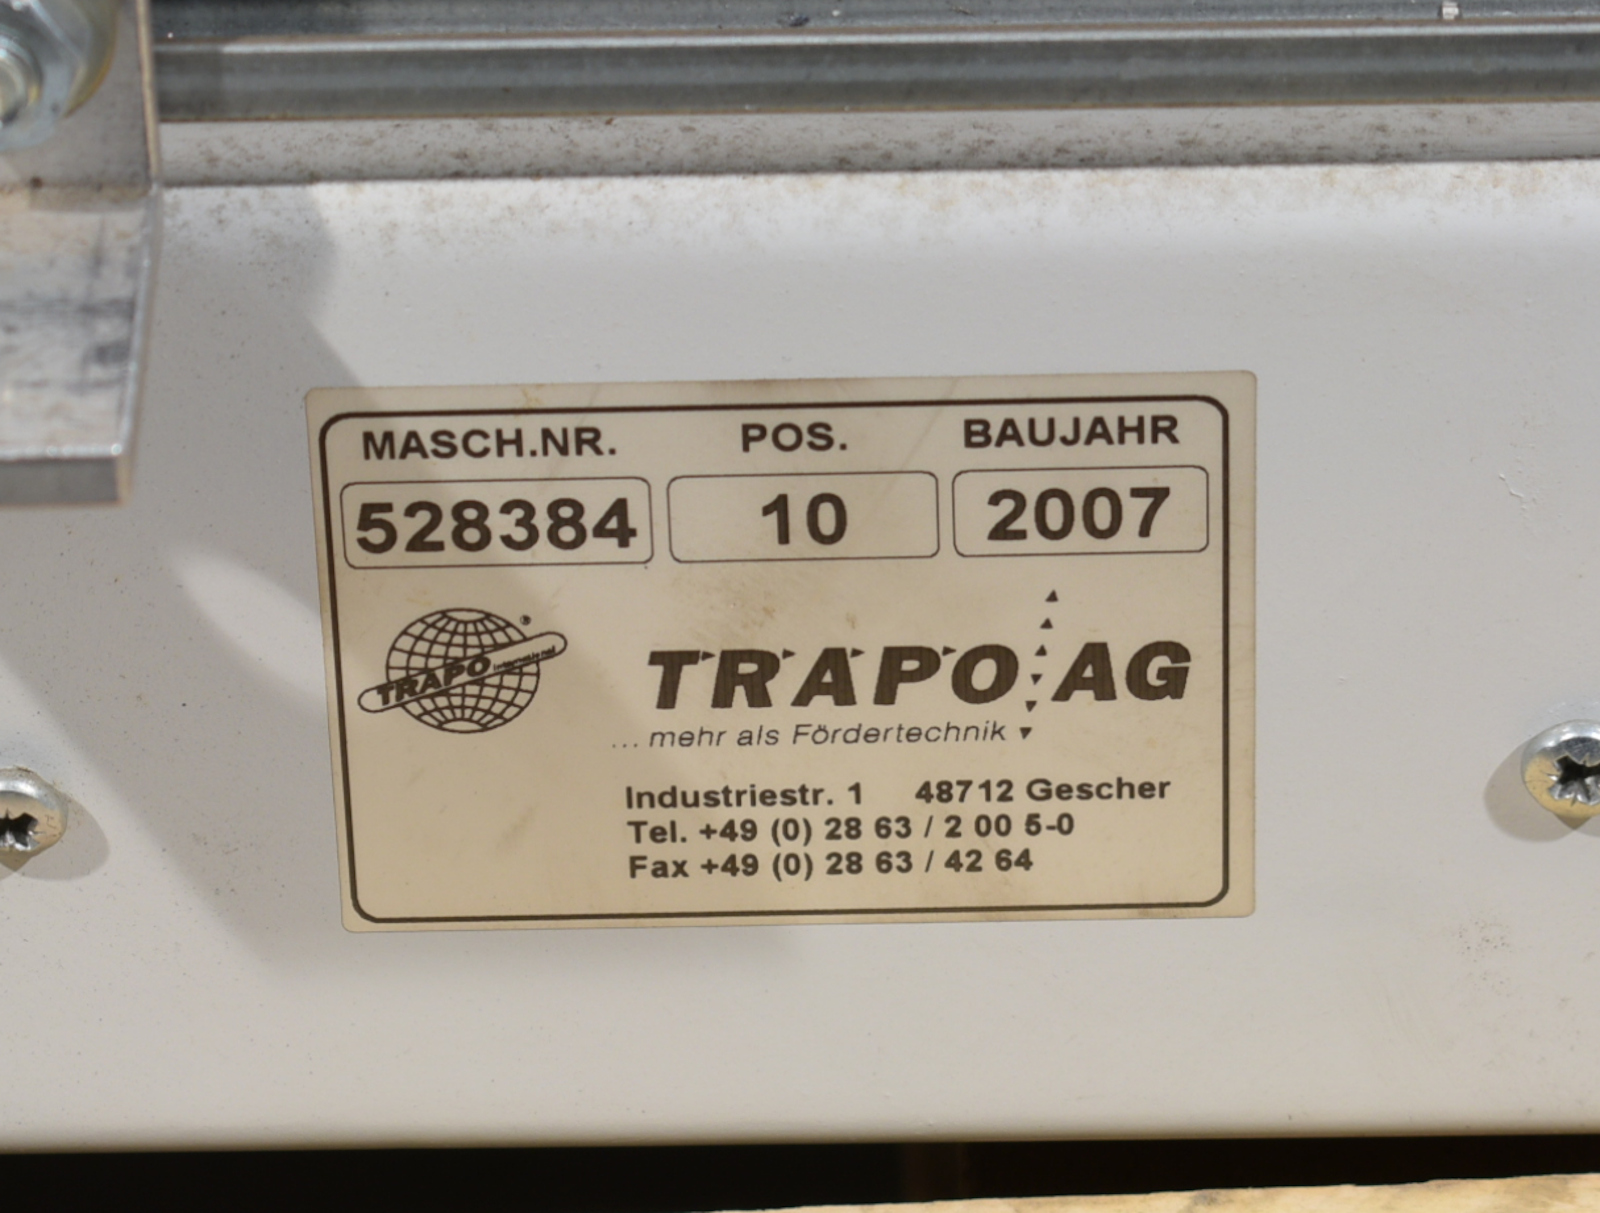 MASCH.NR. POS. BAUJAHR
528384 10 2007
TRAPO international ®
TRAPO AG
... mehr als Fördertechnik
Industriestr. 1 48712 Gescher
Tel. +49 (0) 28 63 / 2 00 5-0
Fax +49 (0) 28 63 / 42 64